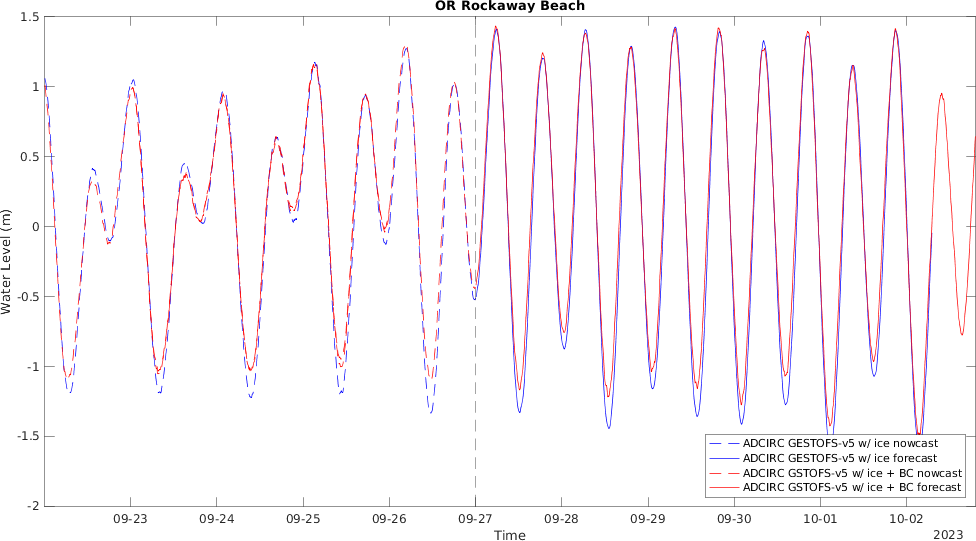 OR Rockaway Beach
1.5
1
0.5
0
-0.5
-1
-1.5
-2
Water Level (m)
09-23
09-24
09-25
09-26
09-27
09-28
09-29
09-30
10-01
10-02
Time
2023
ADCIRC GESTOFS-v5 w/ ice nowcast
ADCIRC GESTOFS-v5 w/ ice forecast
ADCIRC GSTOFS-v5 w/ ice + BC nowcast
ADCIRC GSTOFS-v5 w/ ice + BC forecast